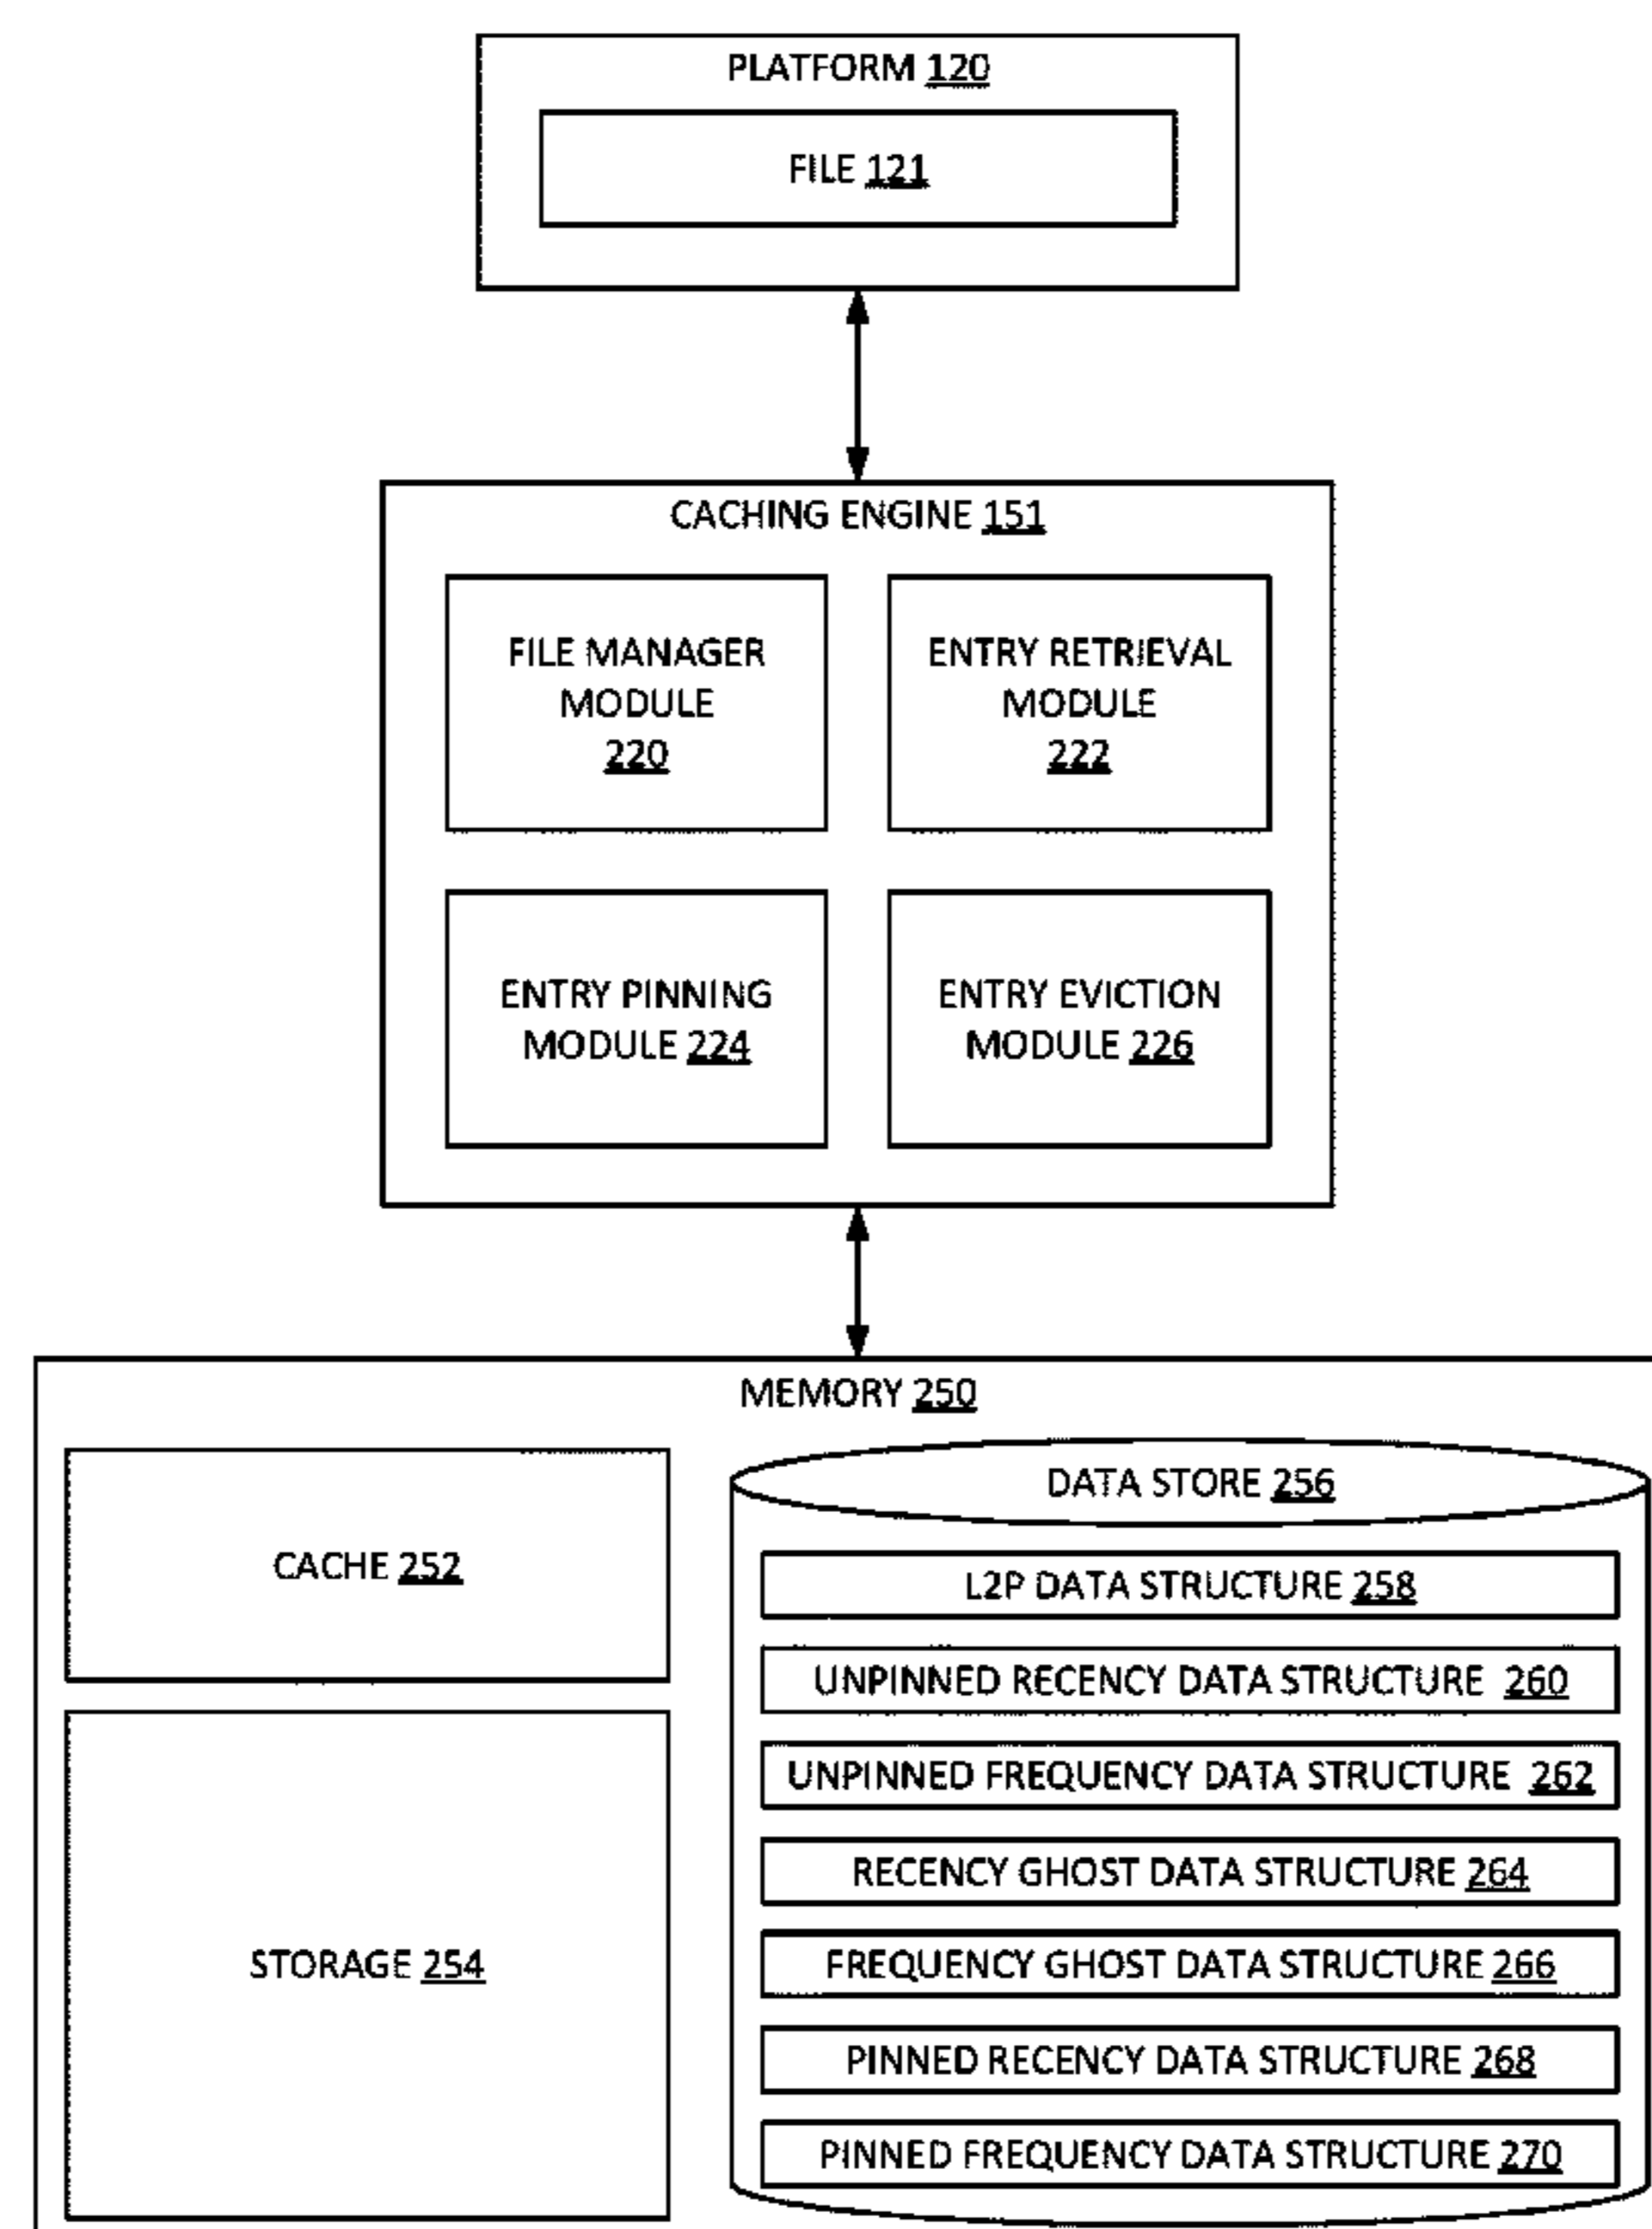 PLATFORM 120
FILE 121
CACHING ENGINE 151
FILE MANAGER
MODULE
220
ENTRY RETRIEVAL
MODULE
222
ENTRY PINNING
MODULE 224
ENTRY EVICTION
MODULE 226
MEMORY 250
CACHE 252
STORAGE 254
DATA STORE 256
L2P DATA STRUCTURE 258
UNPINNED RECENCY DATA STRUCTURE 260
UNPINNED FREQUENCY DATA STRUCTURE 262
RECENCY GHOST DATA STRUCTURE 264
FREQUENCY GHOST DATA STRUCTURE 266
PINNED RECENCY DATA STRUCTURE 268
PINNED FREQUENCY DATA STRUCTURE 270